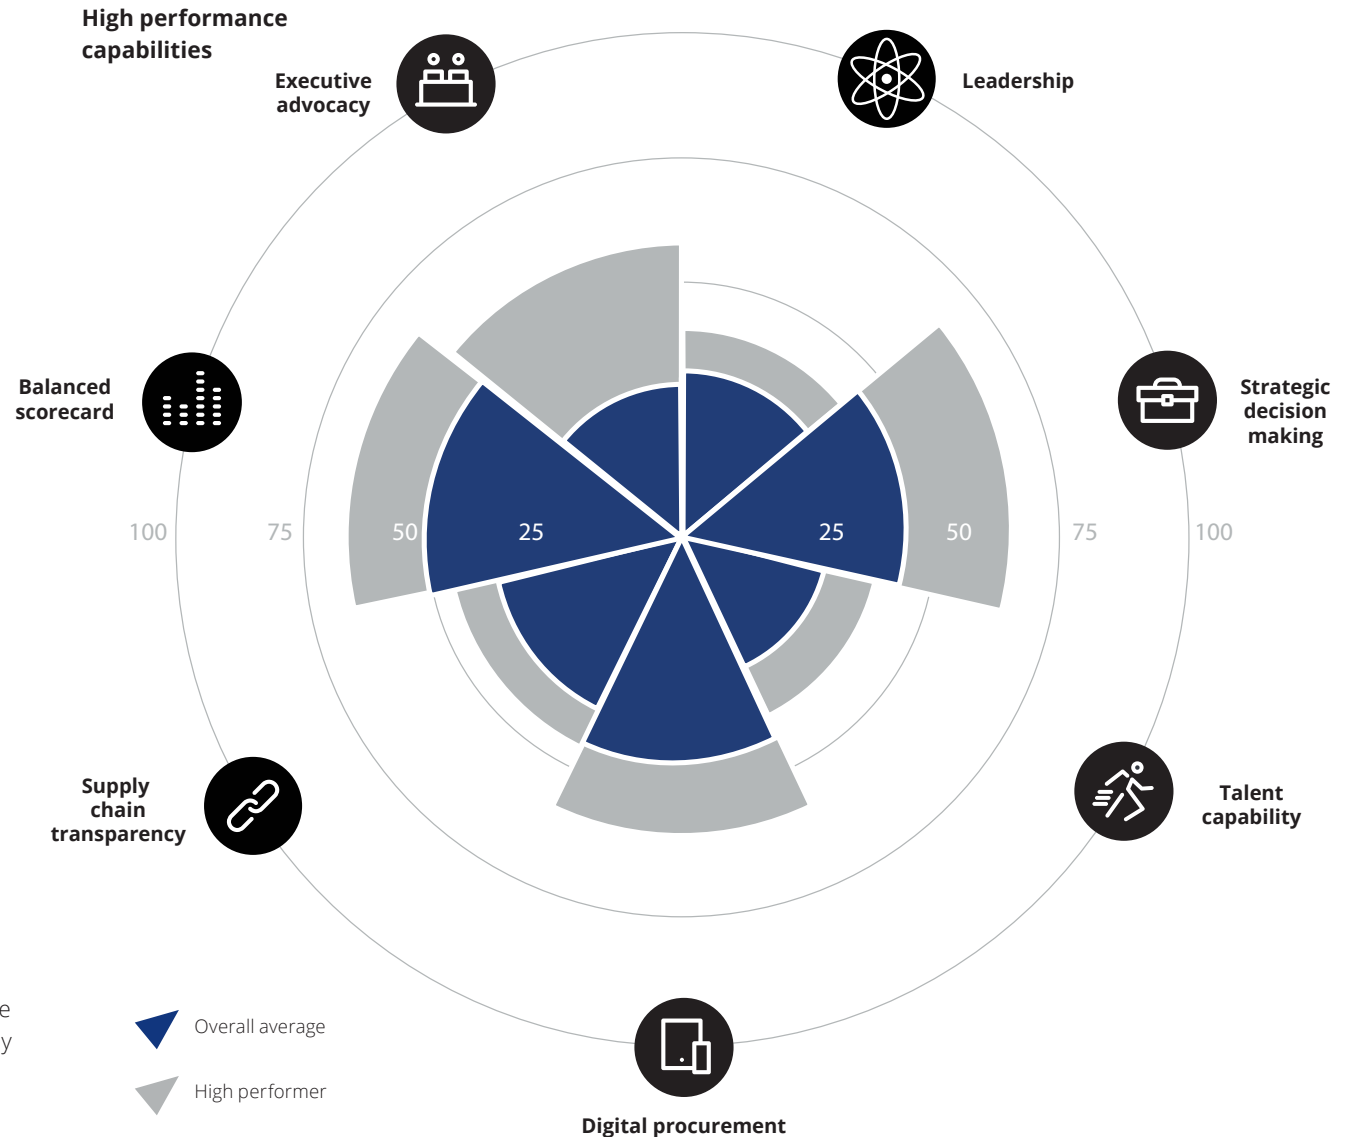 High performance
capabilities
Executive
advocacy
Leadership
Balanced
scorecard
Strategic
decision
making
100 75 50 25 25 50 75 100
Supply
chain
transparency
Talent
capability
e
y
Overall average
High performer
Digital procurement